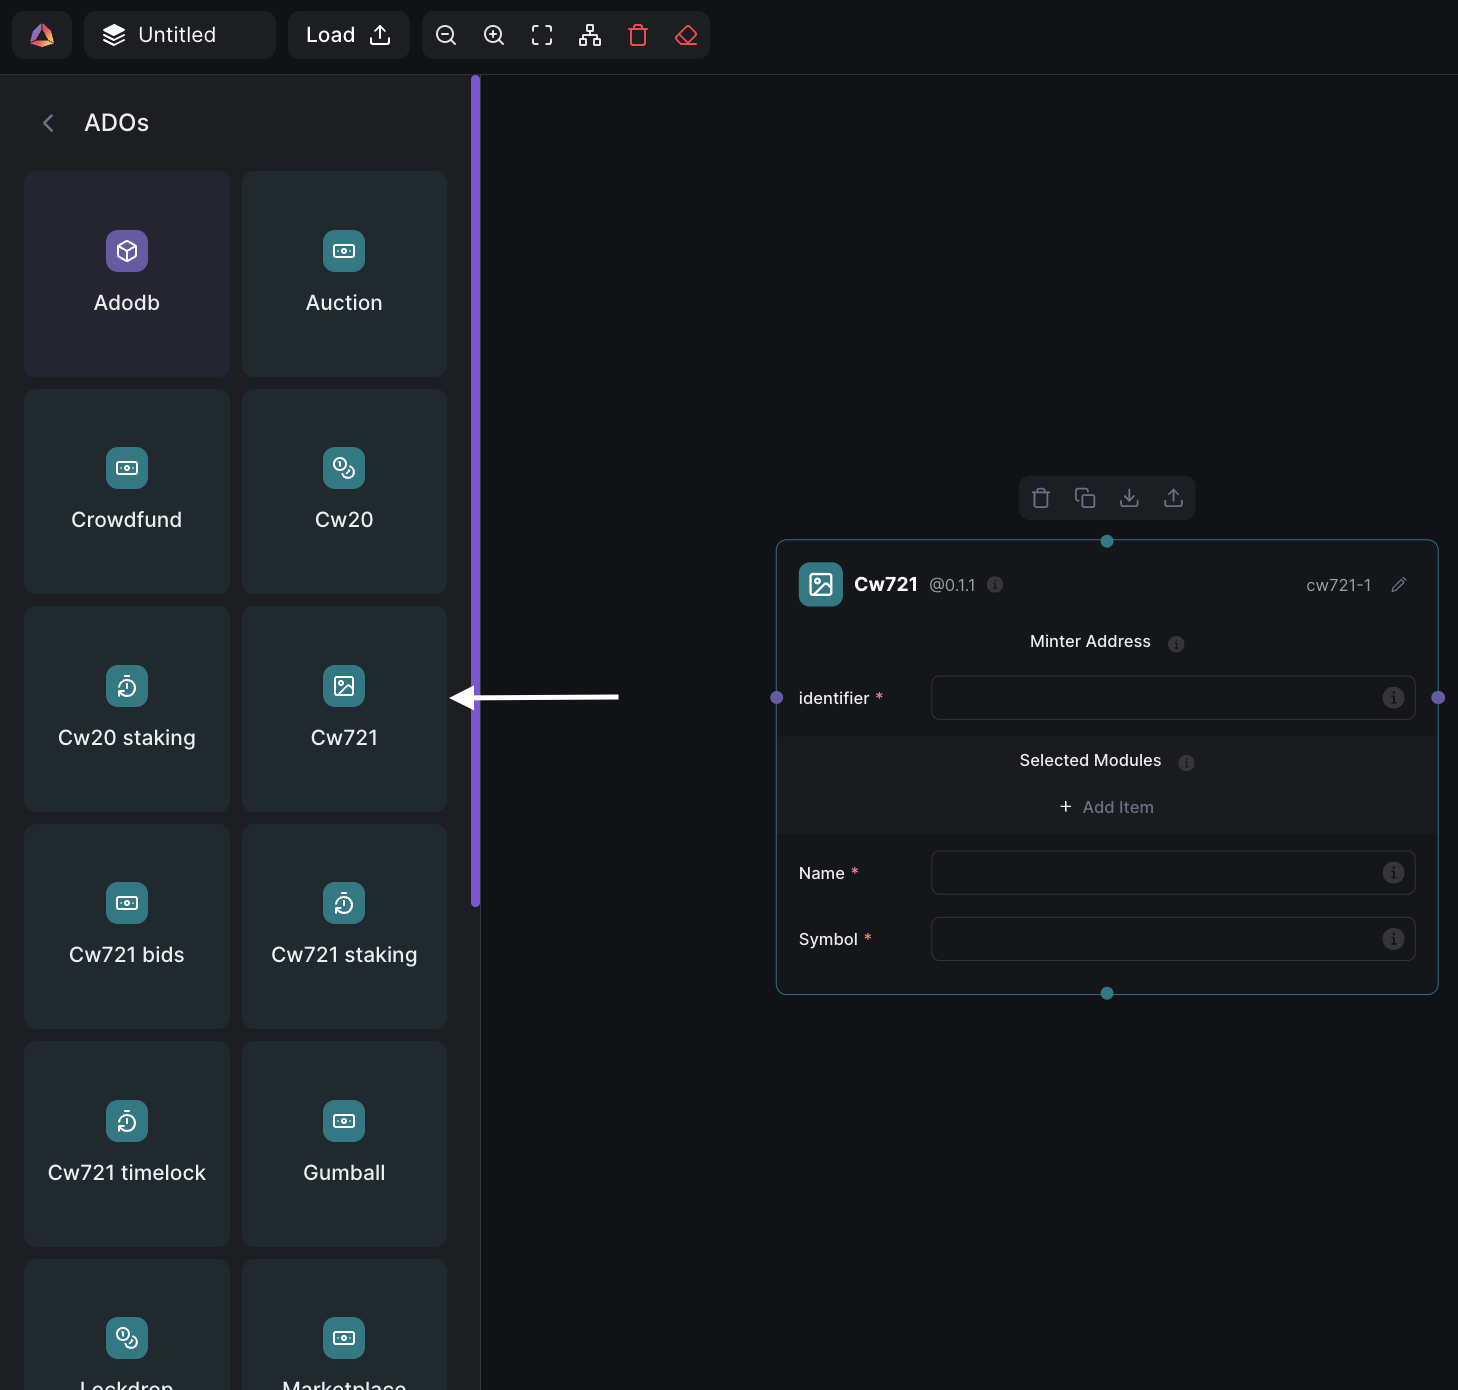 Untitled
Load
ADOs
Adodb
Auction
Crowdfund
Cw20
Cw20 staking
Cw721
Cw721 bids
Cw721 staking
Cw721 timelock
Gumball
Lockdrop
Marketplace
Cw721 @0.1.1 cw721-1
Minter Address
identifier *
Selected Modules
+ Add Item
Name *
Symbol *